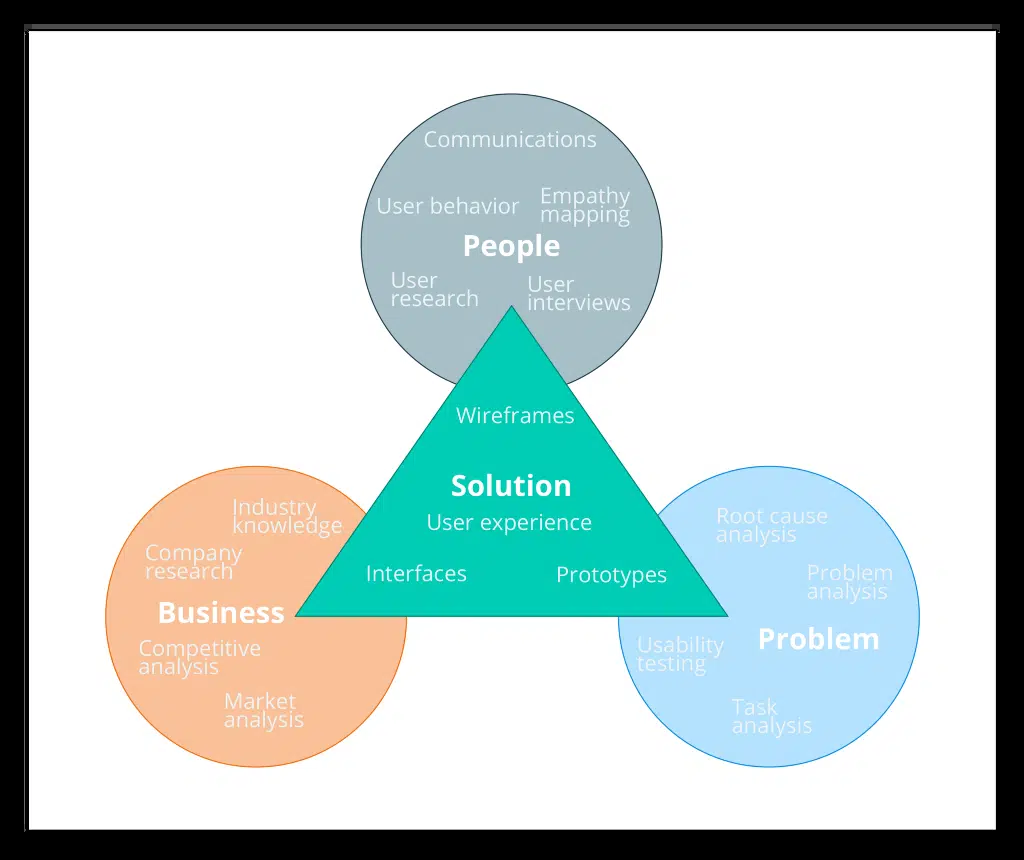 Communications
User behavior
Empathy
mapping
People
User
research
User
interviews
Wireframes
Solution
User experience
Interfaces
Prototypes
Industry
knowledge
Company
research
Business
Competitive
analysis
Market
analysis
Root cause
analysis
Problem
analysis
Problem
Usability
testing
Task
analysis